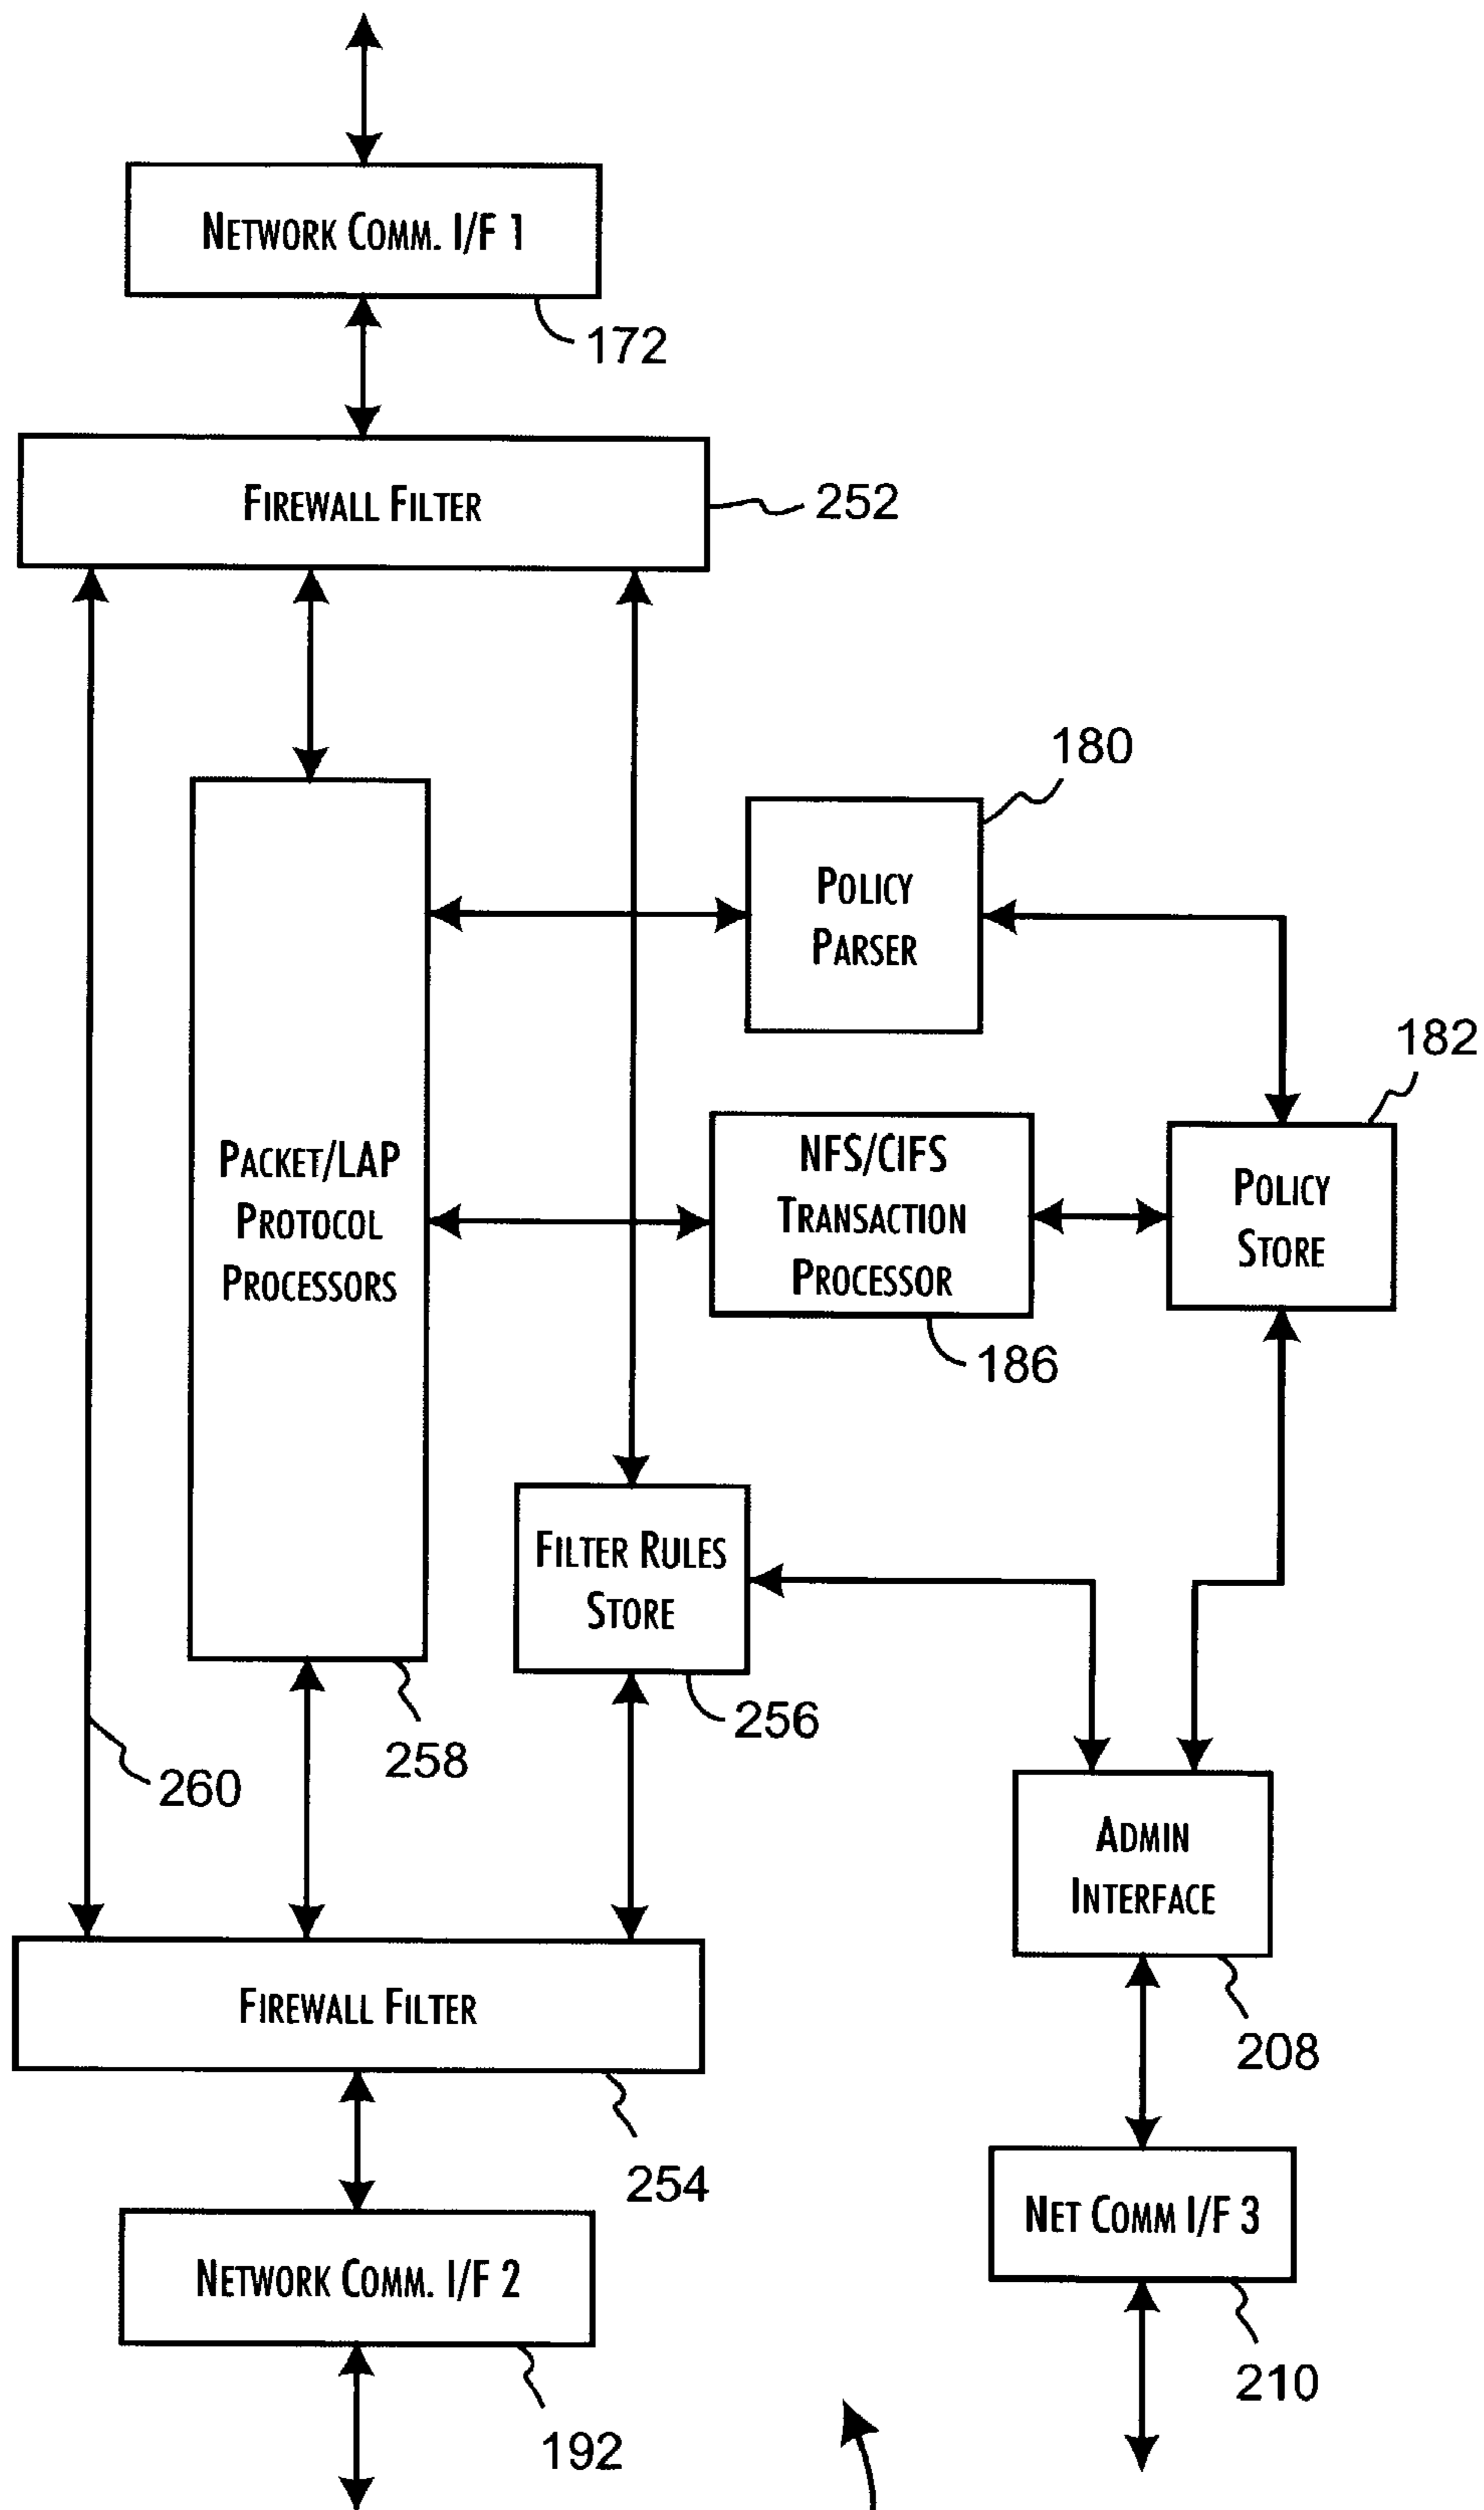 NETWORK COMM. I/F 1
172
FIREWALL FILTER
252
180
POLICY
PARSER
182
PACKET/LAP
PROTOCOL
PROCESSORS
NFS/CIFS
TRANSACTION
PROCESSOR
POLICY
STORE
186
FILTER RULES
STORE
256
258
260
ADMIN
INTERFACE
FIREWALL FILTER
208
254
NET COMM I/F 3
NETWORK COMM. I/F 2
210
192